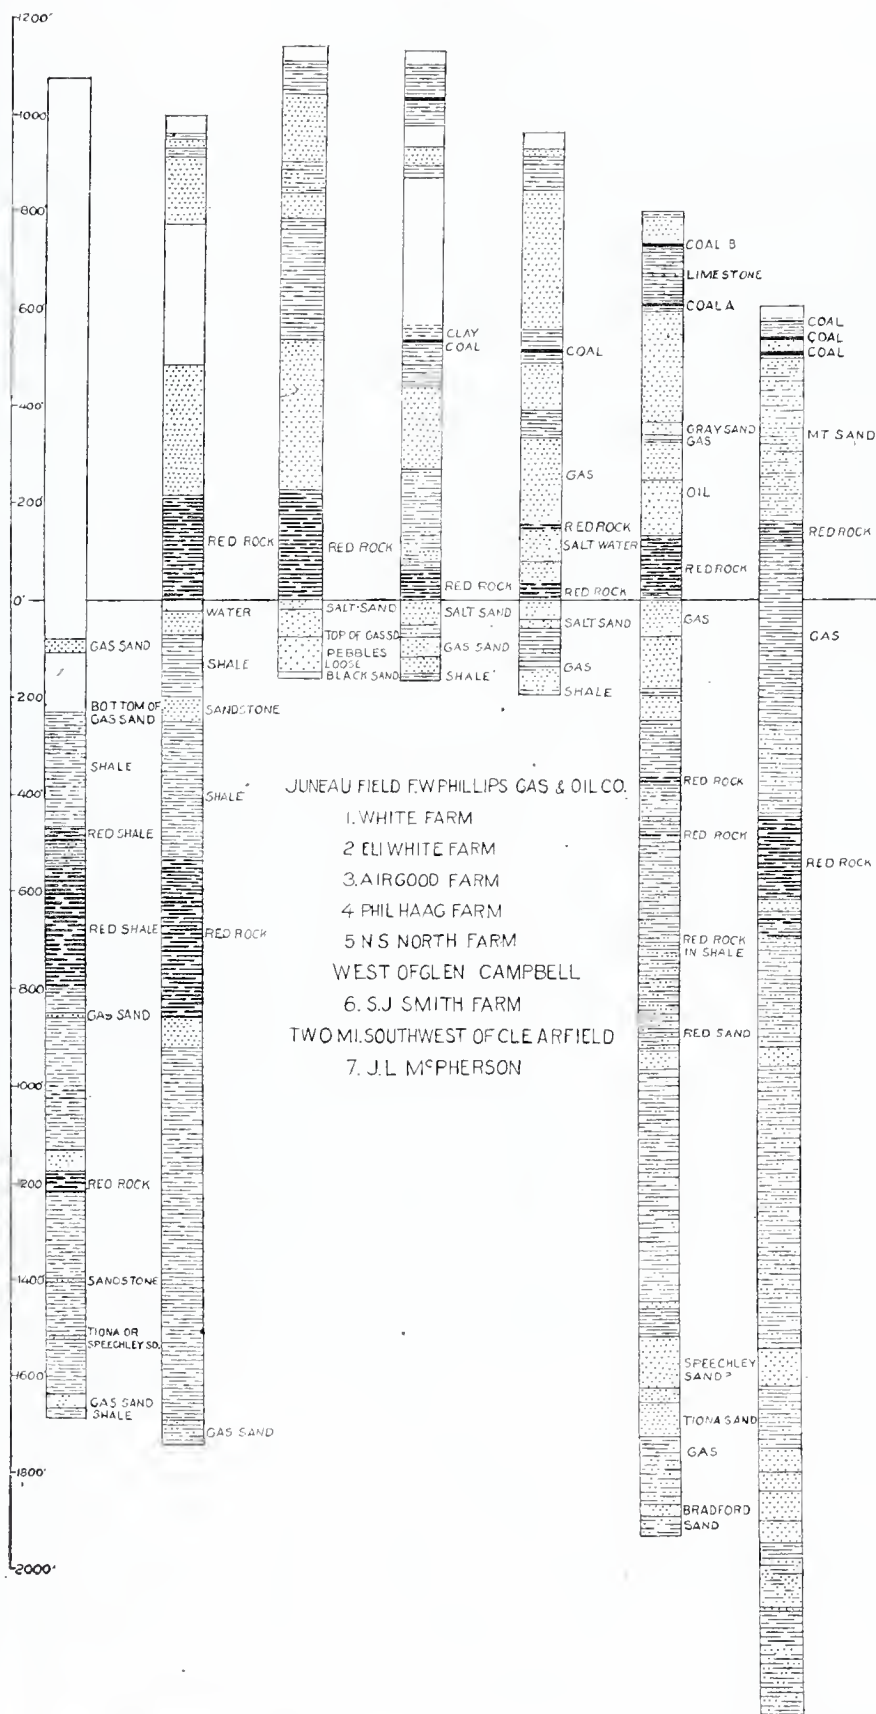 1200'
1000'
800'
600'
400'
200'
0'
200'
400'
600'
800'
1000'
1200'
1400'
1600'
1800'
2000'
GAS SAND
BOTTOM OF
GAS SAND
SHALE
RED SHALE
RED SHALE
GAS SAND
RED ROCK
SANDSTONE
TIONA OR
SPEECHLEY SD.
GAS SAND
SHALE
RED ROCK
WATER
SHALE
SANDSTONE
SHALE
RED ROCK
GAS SAND
RED ROCK
SALT-SAND
TOP OF GAS SD
PEBBLES
LOOSE
BLACK SAND
CLAY
COAL
RED ROCK
SALT SAND
GAS SAND
SHALE
COAL
GAS
RED ROCK
SALT WATER
RED ROCK
SALT SAND
GAS
SHALE
COAL B
LIMESTONE
COAL A
GRAY SAND
GAS
OIL
RED ROCK
GAS
RED ROCK
RED ROCK
RED ROCK
IN SHALE
RED SAND
SPEECHLEY
SAND?
TIONA SAND
GAS
BRADFORD
SAND
COAL
COAL
COAL
MT SAND
RED ROCK
GAS
RED ROCK
JUNEAU FIELD F.W PHILLIPS GAS & OIL CO.
1. WHITE FARM
2 ELI WHITE FARM
3. AIRGOOD FARM
4 PHIL HAAG FARM
5 N S NORTH FARM
WEST OF GLEN CAMPBELL
6. S.J SMITH FARM
TWO MI. SOUTHWEST OF CLEARFIELD
7. J.L McPHERSON